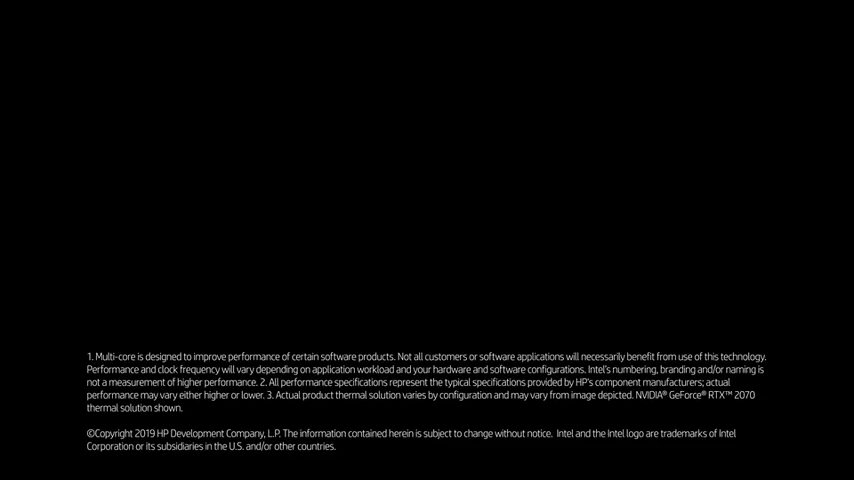 1. Multi-core is designed to improve performance of certain software products. Not all customers or software applications will necessarily benefit from use of this technology.
Performance and clock frequency will vary depending on application workload and your hardware and software configurations. Intel's numbering, branding and/or naming is
not a measurement of higher performance. 2. All performance specifications represent the typical specifications provided by HP's component manufacturers; actual
performance may vary either higher or lower. 3. Actual product thermal solution varies by configuration and may vary from image depicted. NVIDIA® GeForce® RTX™ 2070
thermal solution shown.
©Copyright 2019 HP Development Company, L.P. The information contained herein is subject to change without notice. Intel and the Intel logo are trademarks of Intel
Corporation or its subsidiaries in the U.S. and/or other countries.